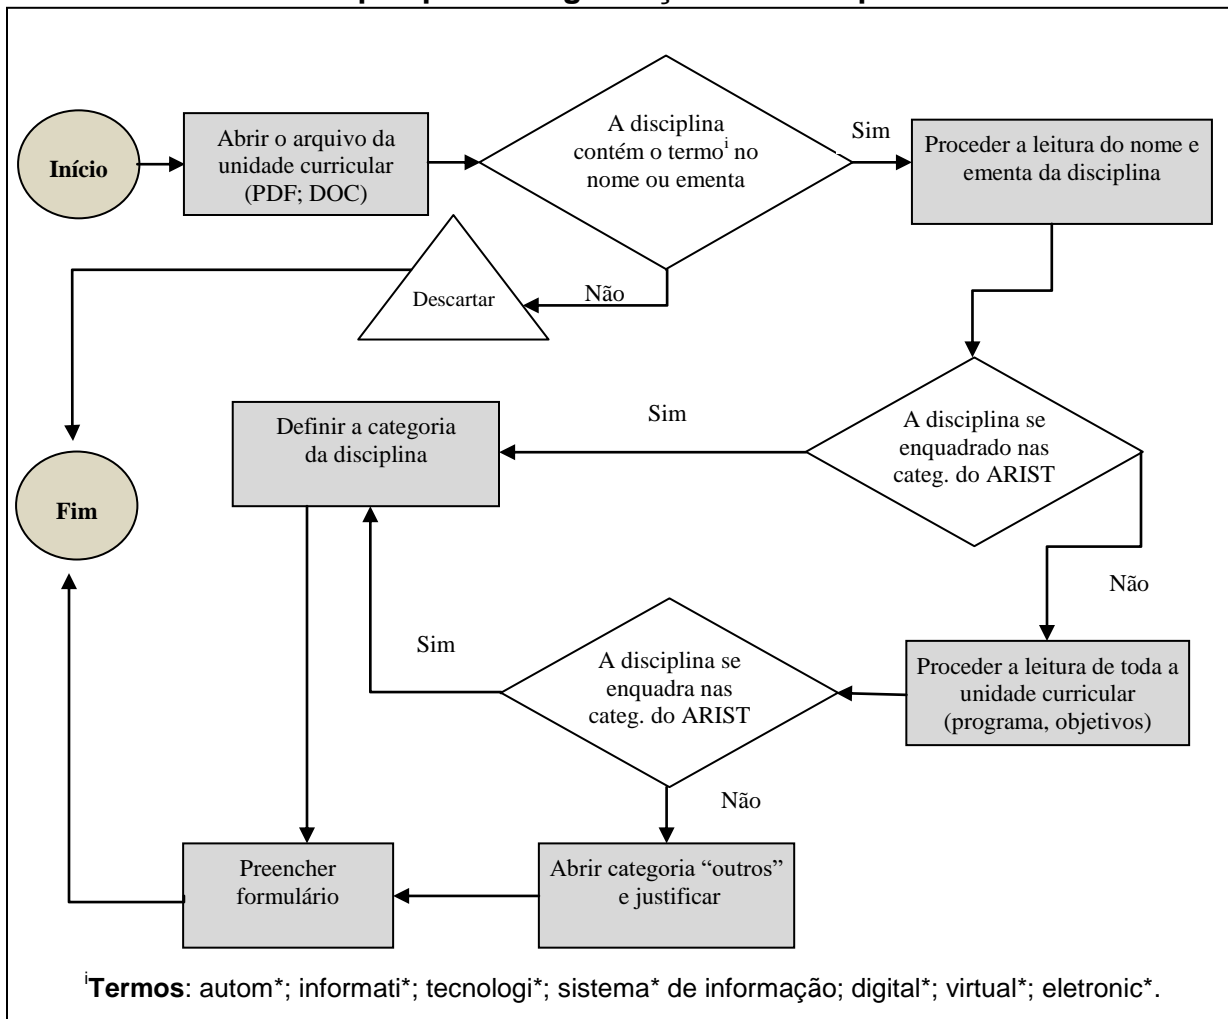 Início
Abrir o arquivo da
unidade curricular
(PDF; DOC)
A disciplina
contém o termoⁱ no
nome ou ementa
Sim
Proceder a leitura do nome e
ementa da disciplina
Não
Descartar
Sim
A disciplina se
enquadrado nas
categ. do ARIST
Definir a categoria
da disciplina
Fim
Não
Proceder a leitura de toda a
unidade curricular
(programa, objetivos)
A disciplina se
enquadra nas
categ. do ARIST
Sim
Não
Abrir categoria “outros”
e justificar
Preencher
formulário
ⁱTermos: autom*; informati*; tecnologi*; sistema* de informação; digital*; virtual*; eletronic*.